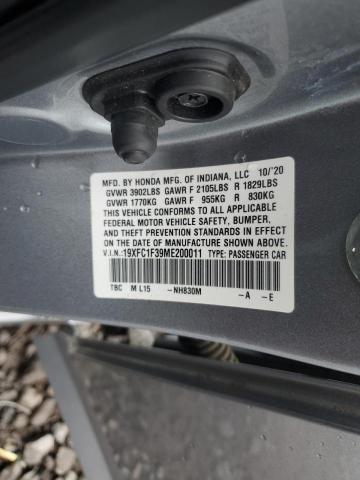 MFD. BY HONDA MFG. OF INDIANA, LLC 10/'20
GVWR 3902LBS GAWR F 2105LBS R 1829LBS
GVWR 1770KG GAWR F 955KG R 830KG
THIS VEHICLE CONFORMS TO ALL APPLICABLE
FEDERAL MOTOR VEHICLE SAFETY, BUMPER,
AND THEFT PREVENTION STANDARDS IN EFFECT
ON THE DATE OF MANUFACTURE SHOWN ABOVE.
V.I.N.: 19XFC1F39ME200011 TYPE: PASSENGER CAR
TBC M L15 -NH830M -A -E